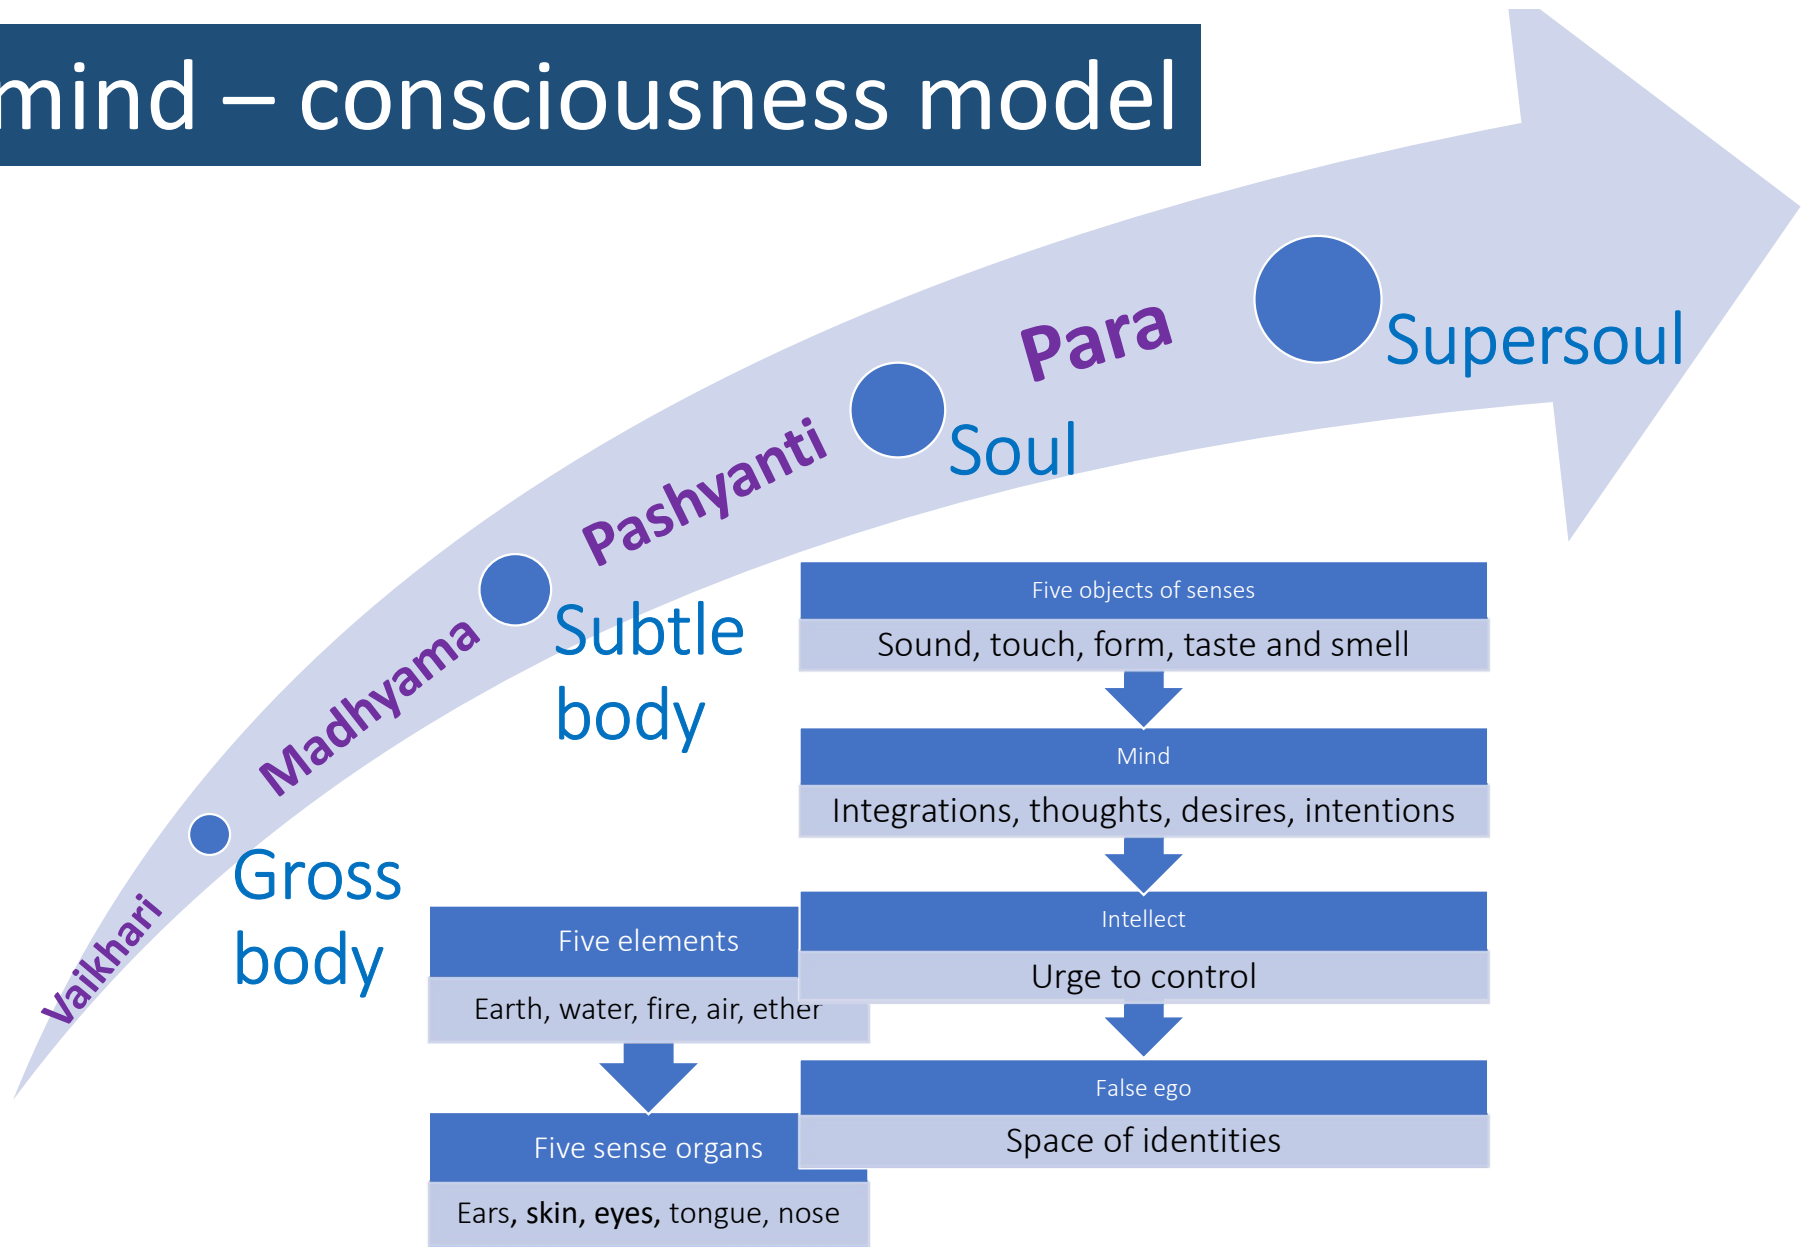 mind – consciousness model
Para
Supersoul
Soul
Pashyanti
Subtle
body
Madhyama
Gross
body
Vaikhari
Five objects of senses
Sound, touch, form, taste and smell
Mind
Integrations, thoughts, desires, intentions
Intellect
Urge to control
False ego
Space of identities
Five elements
Earth, water, fire, air, ether
Five sense organs
Ears, skin, eyes, tongue, nose